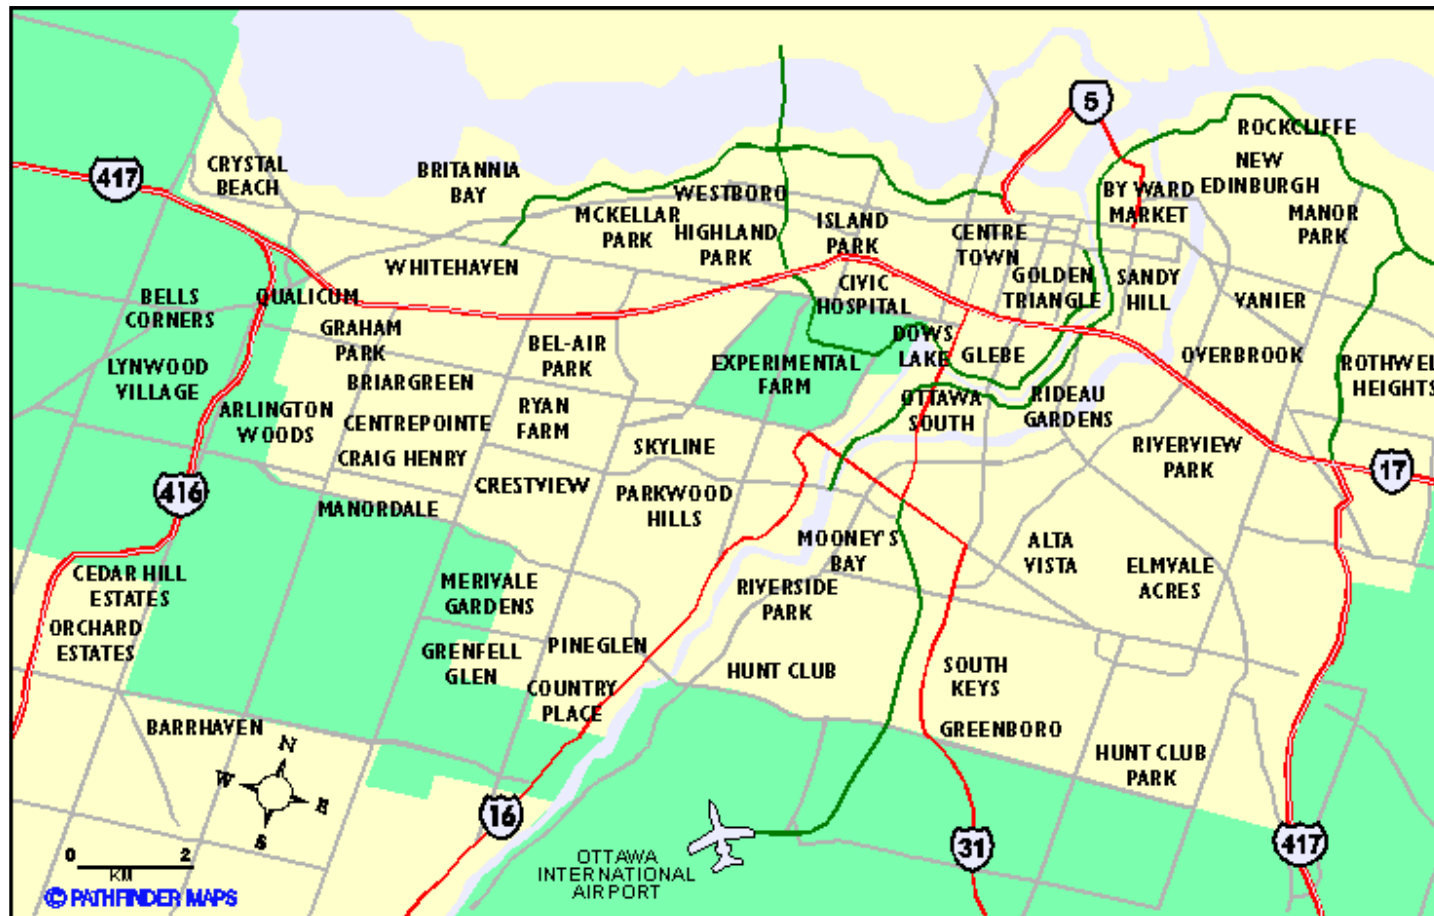 5
ROCKCLIFFE
417
CRYSTAL
BEACH
BRITANNIA
BAY
WESTBORO
NEW
EDINBURGH
BY WARD
MARKET
MCKELLAR
PARK
HIGHLAND
PARK
ISLAND
PARK
CENTRE
TOWN
MANOR
PARK
WHITEHAVEN
GOLDEN
TRIANGLE
SANDY
HILL
BELLS
CORNERS
QUALICUM
CIVIC
HOSPITAL
VANIER
GRAHAM
PARK
BEL-AIR
PARK
DOWS
LAKE
GLEBE
OVERBROOK
LYNWOOD
VILLAGE
BRIARGREEN
EXPERIMENTAL
FARM
ROTHWEL
HEIGHTS
ARLINGTON
WOODS
CENTREPOINTE
RYAN
FARM
OTTAWA
SOUTH
RIDEAU
GARDENS
CRAIG HENRY
SKYLINE
RIVERVIEW
PARK
17
416
MANORDALE
CRESTVIEW
PARKWOOD
HILLS
MOONEY'S
BAY
ALTA
VISTA
ELMVALE
ACRES
CEDAR HILL
ESTATES
MERIVALE
GARDENS
RIVERSIDE
PARK
ORCHARD
ESTATES
GRENFELL
GLEN
PINEGLEN
HUNT CLUB
SOUTH
KEYS
COUNTRY
PLACE
BARRHAVEN
GREENBORO
HUNT CLUB
PARK
N
W
E
S
16
31
417
0 2
KM
OTTAWA
INTERNATIONAL
AIRPORT
© PATHFINDER MAPS